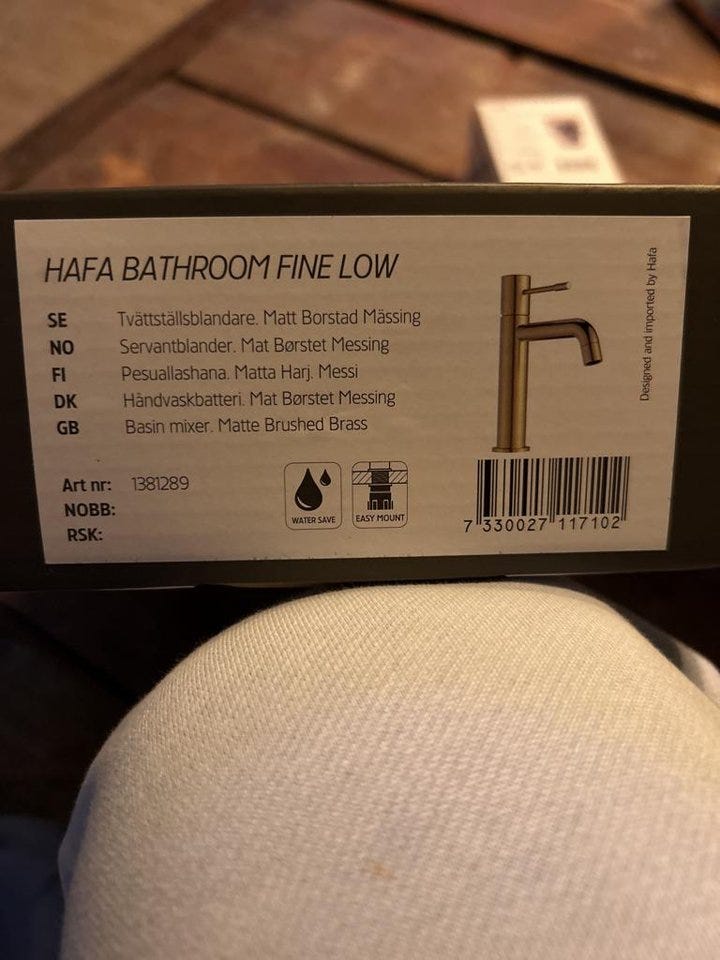 HAFA BATHROOM FINE LOW
SE Tvättställsblandare. Matt Borstad Mässing
NO Servantblander. Mat Børstet Messing
FI Pesuallashana. Matta Harj. Messi
DK Håndvaskbatteri. Mat Børstet Messing
GB Basin mixer. Matte Brushed Brass
Art nr: 1381289
NOBB:
RSK:
WATER SAVE
EASY MOUNT
7 330027 117102
Designed and imported by Hafa